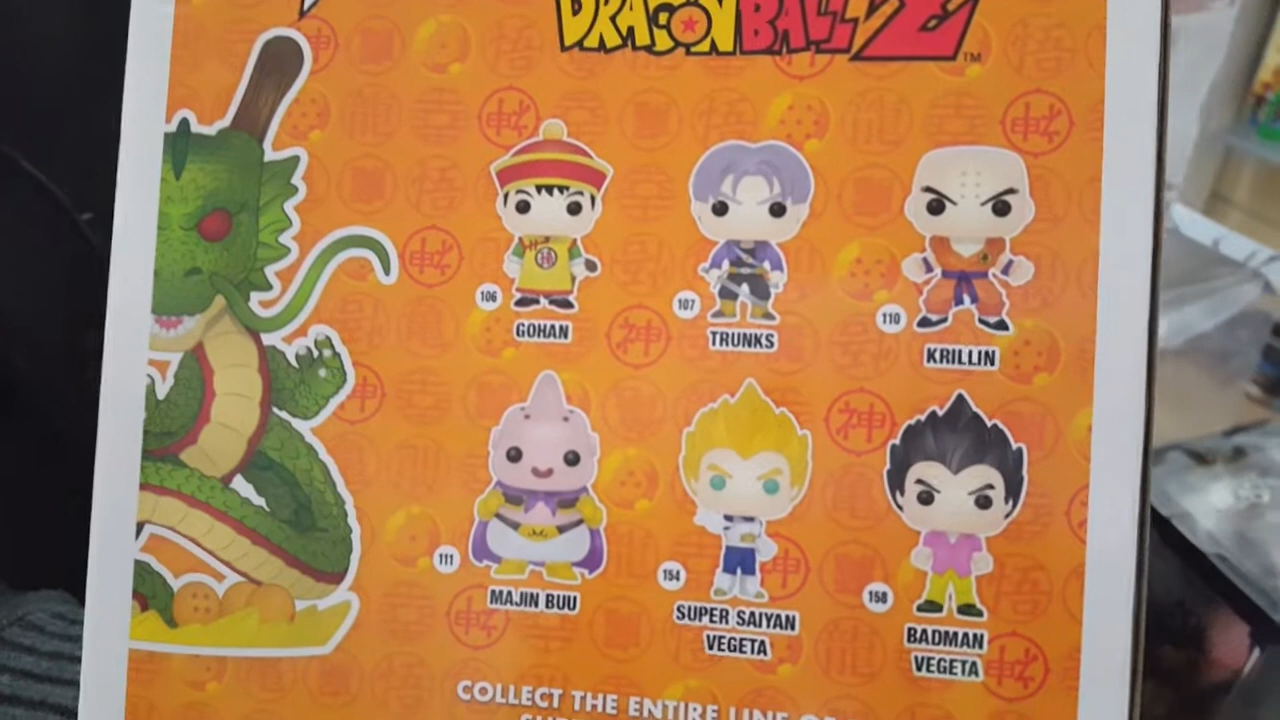 DRAGON BALL Z™
106
GOHAN
107
TRUNKS
110
KRILLIN
111
MAJIN BUU
154
SUPER SAIYAN
VEGETA
158
BADMAN
VEGETA
COLLECT THE ENTIRE LINE OF